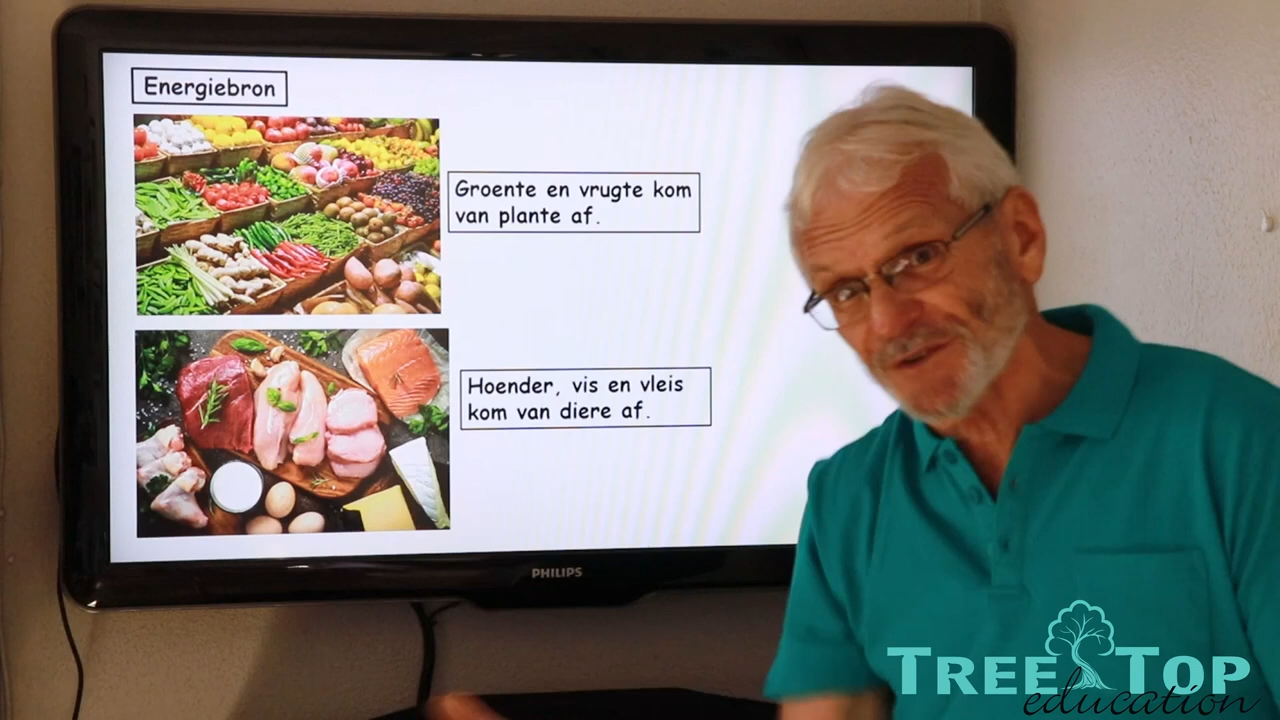 Energiebron
Groente en vrugte kom
van plante af.
Hoender, vis en vleis
kom van diere af.
PHILIPS
TREE TOP
education